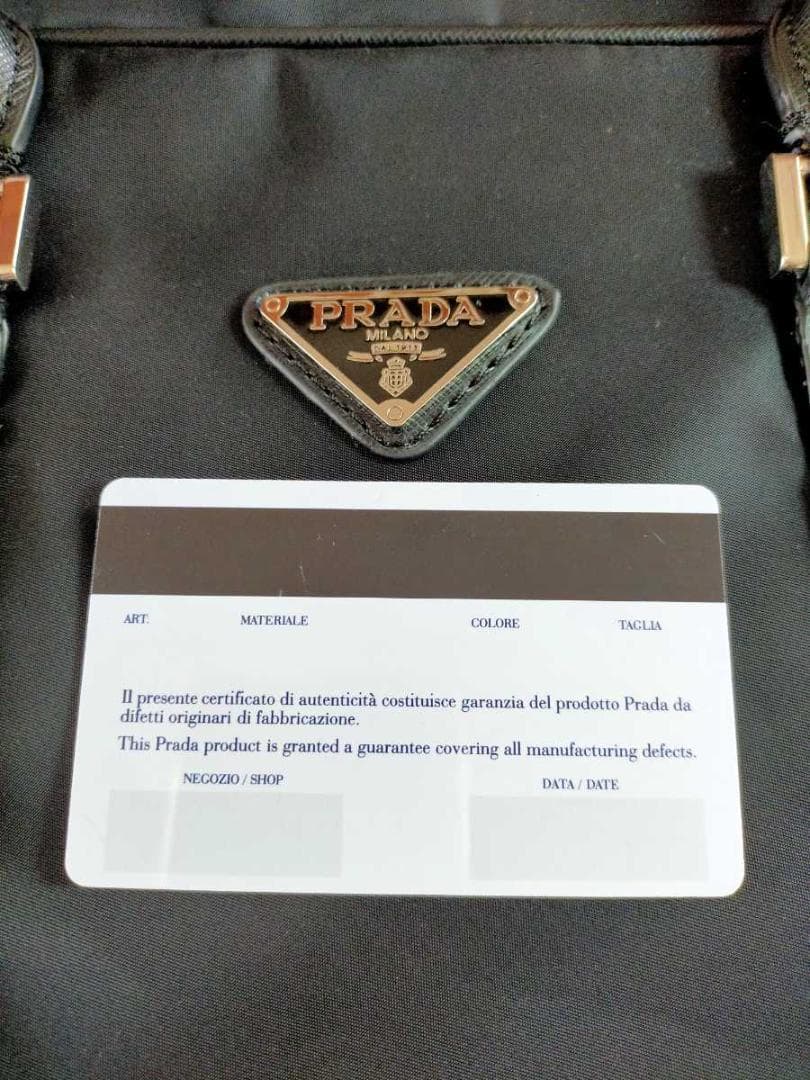 PRADA
MILANO
ART. MATERIALE COLORE TAGLIA
Il presente certificato di autenticità costituisce garanzia del prodotto Prada da
difetti originari di fabbricazione.
This Prada product is granted a guarantee covering all manufacturing defects.
NEGOZIO / SHOP DATA / DATE